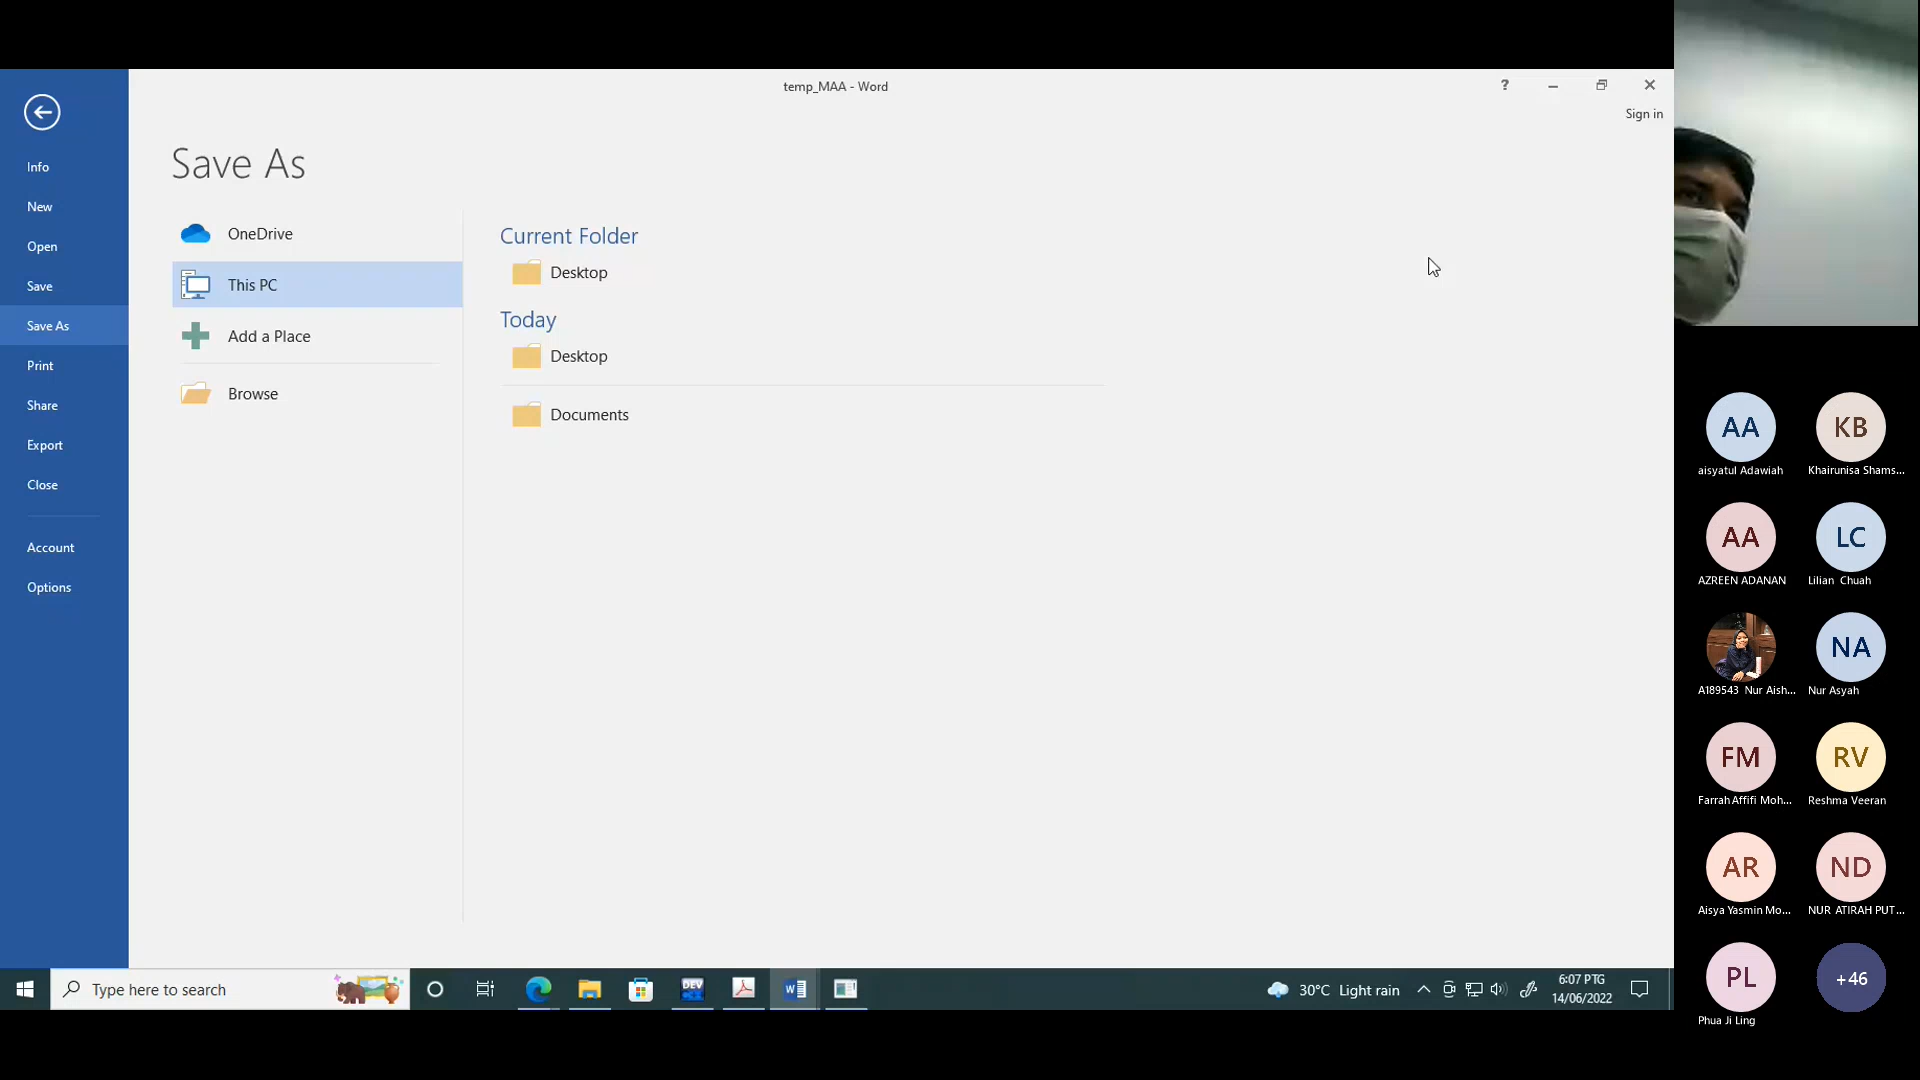 temp_MAA - Word
?
Sign in
Info
New
Open
Save
Save As
Print
Share
Export
Close
Account
Options
Save As
OneDrive
This PC
Add a Place
Browse
Current Folder
Desktop
Today
Desktop
Documents
AA
aisyatul Adawiah
KB
Khairunisa Shams...
AA
AZREEN ADANAN
LC
Lilian Chuah
A189543 Nur Aish...
NA
Nur Asyah
FM
Farrah Affifi Moh...
RV
Reshma Veeran
AR
Aisya Yasmin Mo...
ND
NUR ATIRAH PUT...
PL
Phua Ji Ling
+46
Type here to search
DEV
30°C Light rain
6:07 PTG
14/06/2022